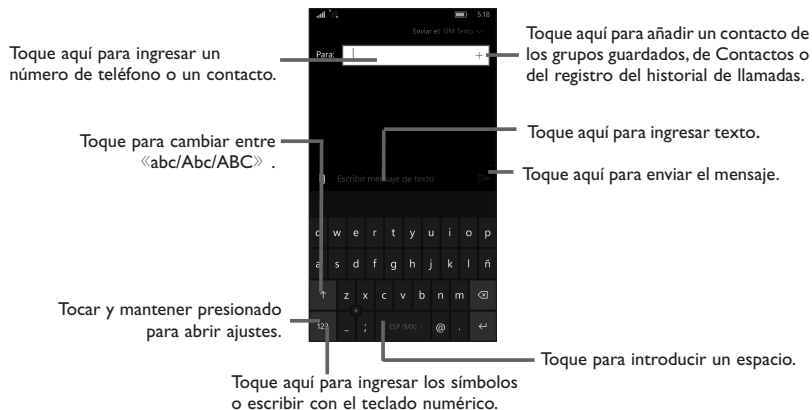 5:18
Enviar el: SIM Texto
Para:
+
Toque aquí para ingresar un
número de teléfono o un contacto.
Toque aquí para añadir un contacto de
los grupos guardados, de Contactos o
del registro del historial de llamadas.
Toque para cambiar entre
«abc/Abc/ABC» .
Toque aquí para ingresar texto.
Escribir mensaje de texto
Toque aquí para enviar el mensaje.
q w e r t y u i o p
a s d f g h j k l ñ
z x c v b n m
Tocar y mantener presionado
para abrir ajustes.
123 _ ; ESP (MX) @ .
Toque para introducir un espacio.
Toque aquí para ingresar los símbolos
o escribir con el teclado numérico.